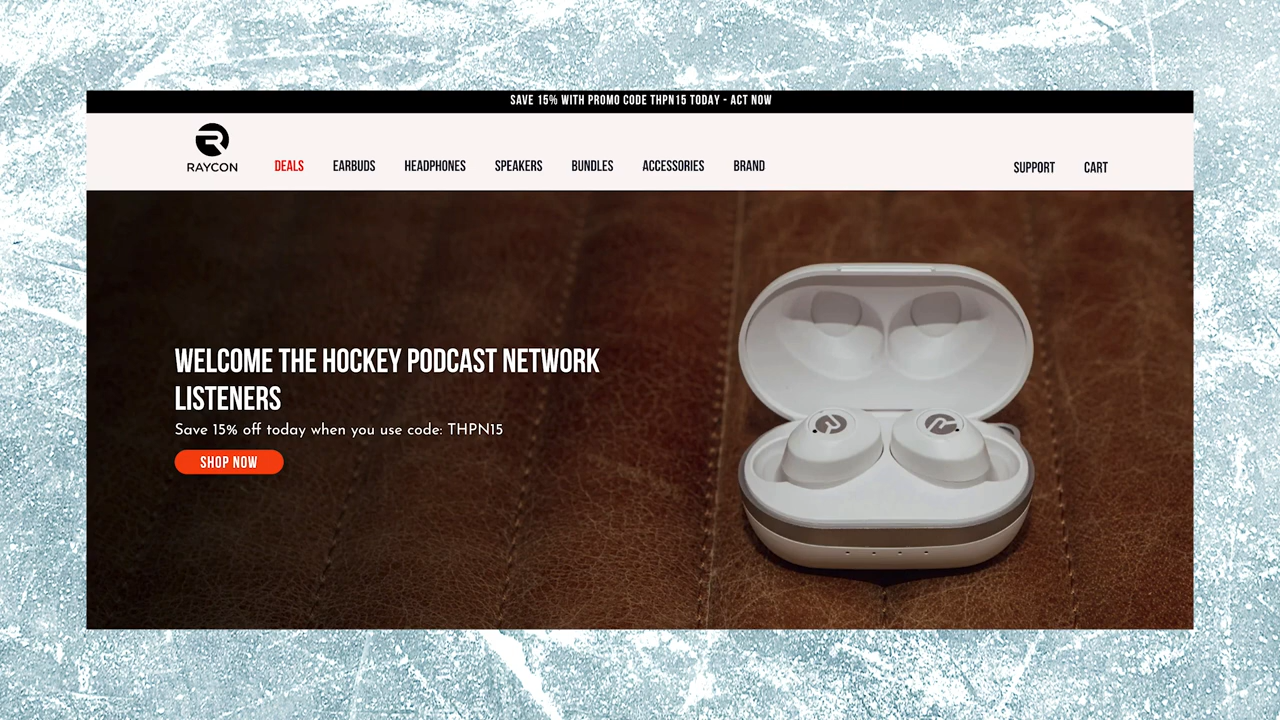 SAVE 15% WITH PROMO CODE THPN15 TODAY - ACT NOW
RAYCON
DEALS EARBUDS HEADPHONES SPEAKERS BUNDLES ACCESSORIES BRAND SUPPORT CART
WELCOME THE HOCKEY PODCAST NETWORK
LISTENERS
Save 15% off today when you use code: THPN15
SHOP NOW